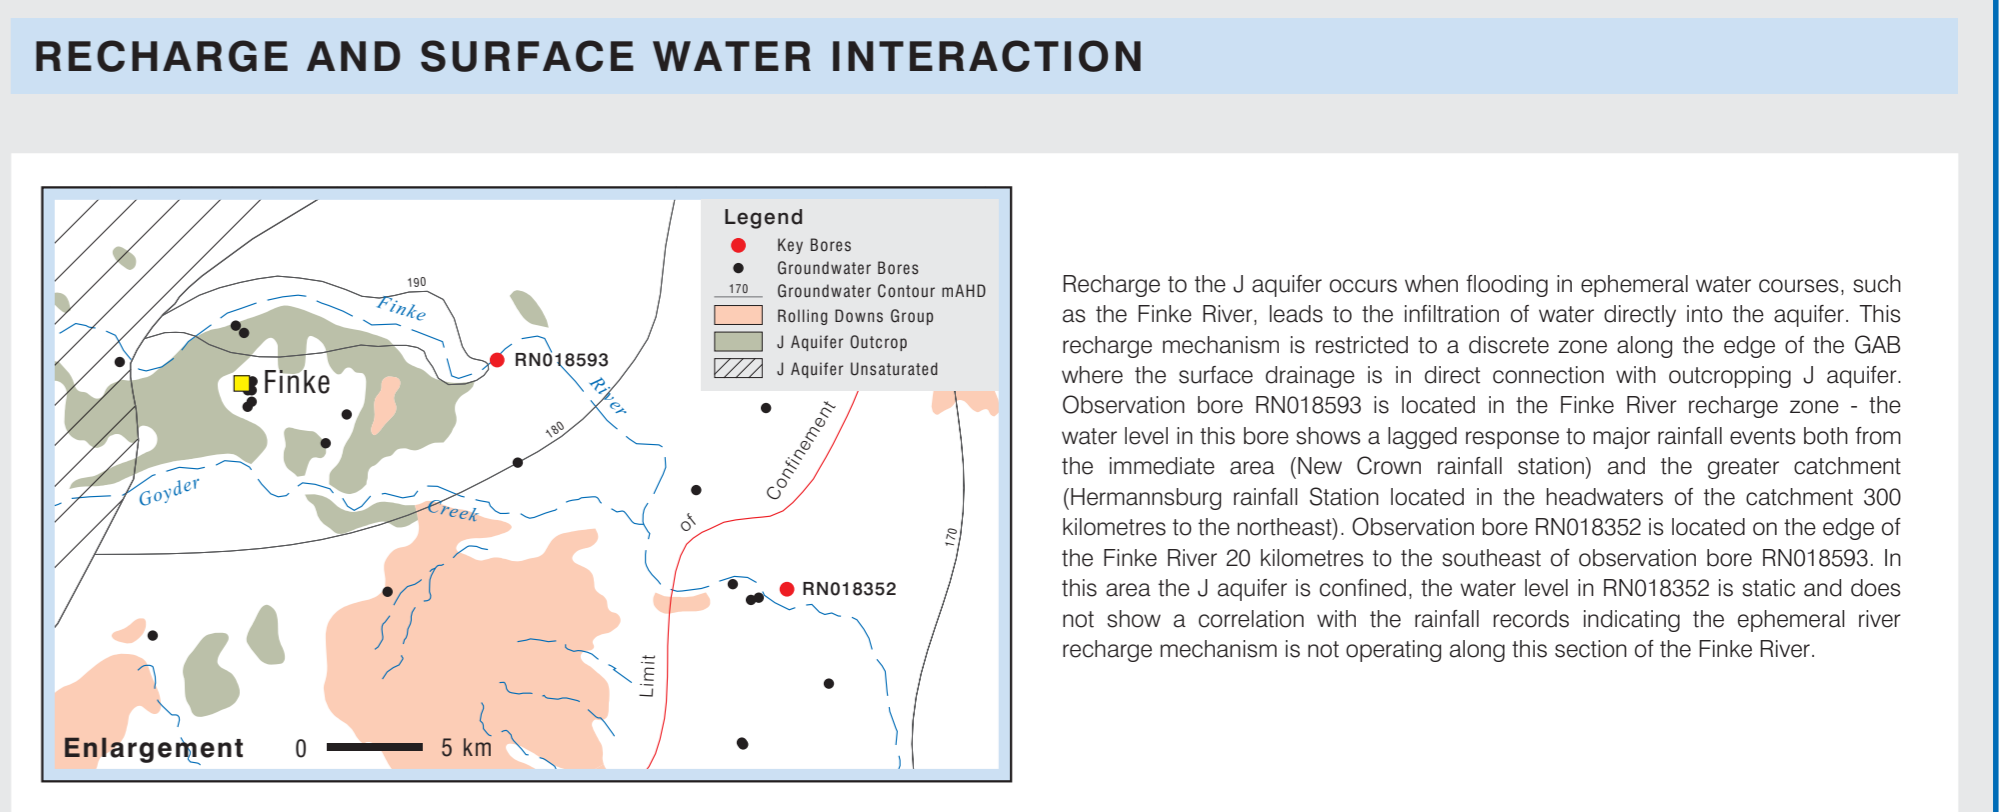 RECHARGE AND SURFACE WATER INTERACTION
Legend
Key Bores
Groundwater Bores
170 Groundwater Contour mAHD
Rolling Downs Group
J Aquifer Outcrop
J Aquifer Unsaturated
190
Finke
RN018593
Finke
River
180
Confinement
Goyder
Creek
of
170
RN018352
Limit
Enlargement 0 5 km
Recharge to the J aquifer occurs when flooding in ephemeral water courses, such
as the Finke River, leads to the infiltration of water directly into the aquifer. This
recharge mechanism is restricted to a discrete zone along the edge of the GAB
where the surface drainage is in direct connection with outcropping J aquifer.
Observation bore RN018593 is located in the Finke River recharge zone - the
water level in this bore shows a lagged response to major rainfall events both from
the immediate area (New Crown rainfall station) and the greater catchment
(Hermannsburg rainfall Station located in the headwaters of the catchment 300
kilometres to the northeast). Observation bore RN018352 is located on the edge of
the Finke River 20 kilometres to the southeast of observation bore RN018593. In
this area the J aquifer is confined, the water level in RN018352 is static and does
not show a correlation with the rainfall records indicating the ephemeral river
recharge mechanism is not operating along this section of the Finke River.